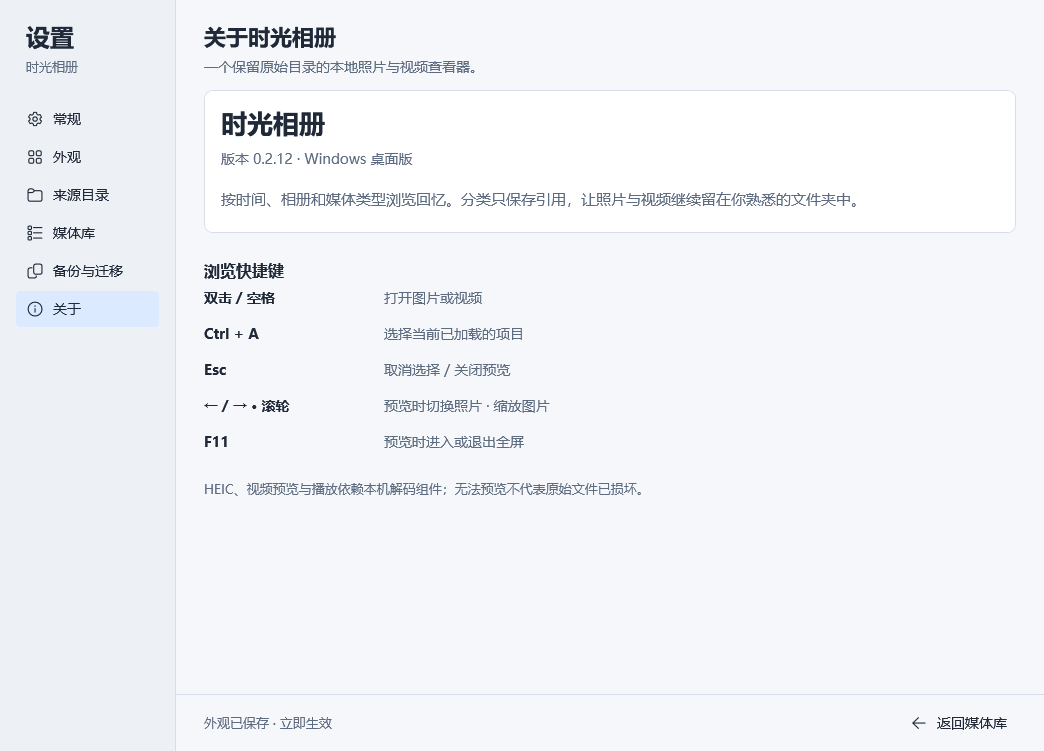 设置
时光相册
常规
外观
来源目录
媒体库
备份与迁移
关于
关于时光相册
一个保留原始目录的本地照片与视频查看器。
时光相册
版本 0.2.12 · Windows 桌面版
按时间、相册和媒体类型浏览回忆。分类只保存引用，让照片与视频继续留在你熟悉的文件夹中。
浏览快捷键
双击 / 空格 打开图片或视频
Ctrl + A 选择当前已加载的项目
Esc 取消选择 / 关闭预览
← / → • 滚轮 预览时切换照片 · 缩放图片
F11 预览时进入或退出全屏
HEIC、视频预览与播放依赖本机解码组件；无法预览不代表原始文件已损坏。
外观已保存 · 立即生效
← 返回媒体库